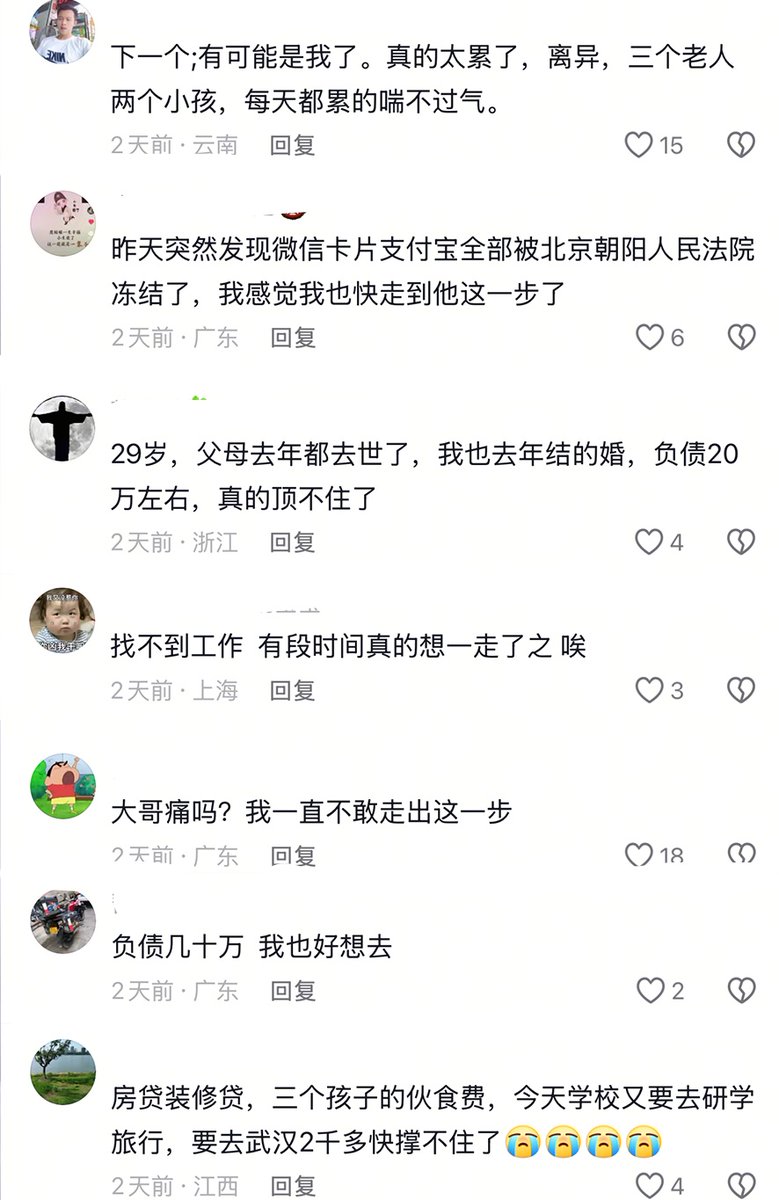 下一个;有可能是我了。真的太累了，离异，三个老人
两个小孩，每天都累的喘不过气。
2天前·云南 回复 15
昨天突然发现微信卡片支付宝全部被北京朝阳人民法院
冻结了，我感觉我也快走到他这一步了
2天前·广东 回复 6
29岁，父母去年都去世了，我也去年结的婚，负债20
万左右，真的顶不住了
2天前·浙江 回复 4
找不到工作 有段时间真的想一走了之 唉
2天前·上海 回复 3
大哥痛吗？我一直不敢走出这一步
2天前·广东 回复 18
负债几十万 我也好想去
2天前·广东 回复 2
房贷装修贷，三个孩子的伙食费，今天学校又要去研学
旅行，要去武汉2千多快撑不住了😭😭😭😭
2天前·江西 回复 4